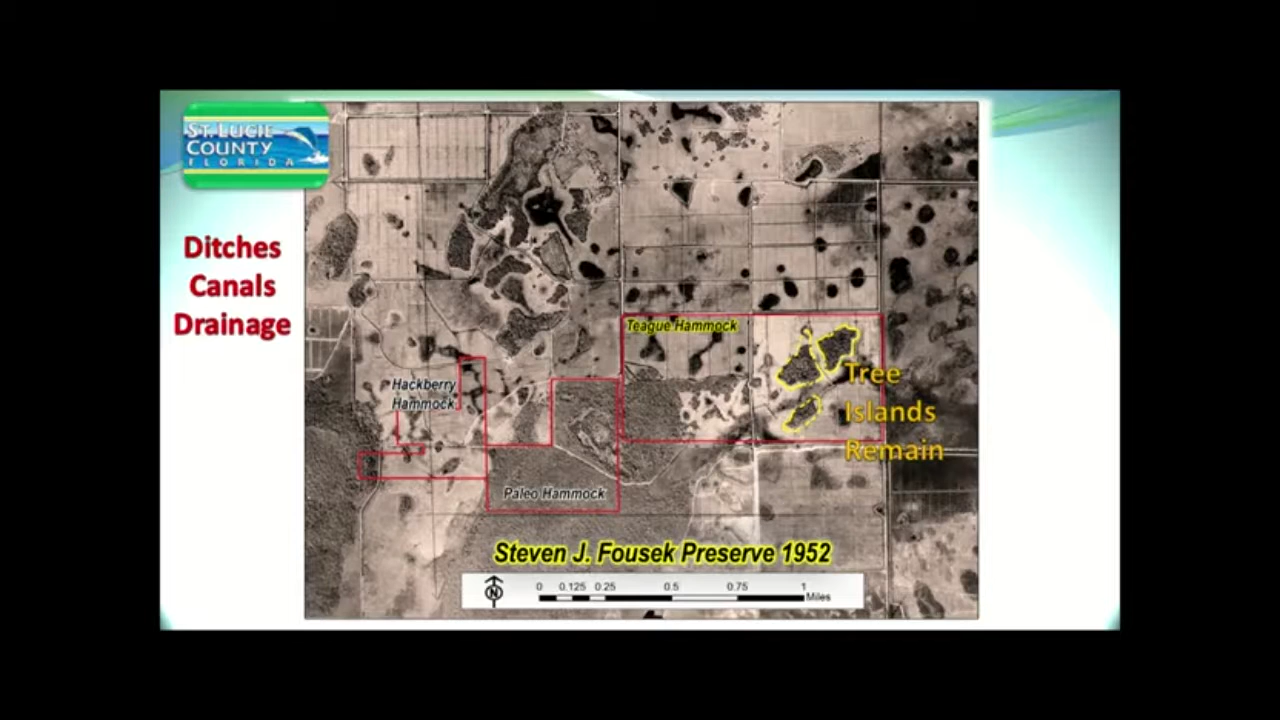 ST. LUCIE
COUNTY
FLORIDA
Ditches
Canals
Drainage
Teague Hammock
Hackberry
Hammock
Tree
Islands
Remain
Paleo Hammock
Steven J. Fousek Preserve 1952
N
0 0.125 0.25 0.5 0.75 1
Miles